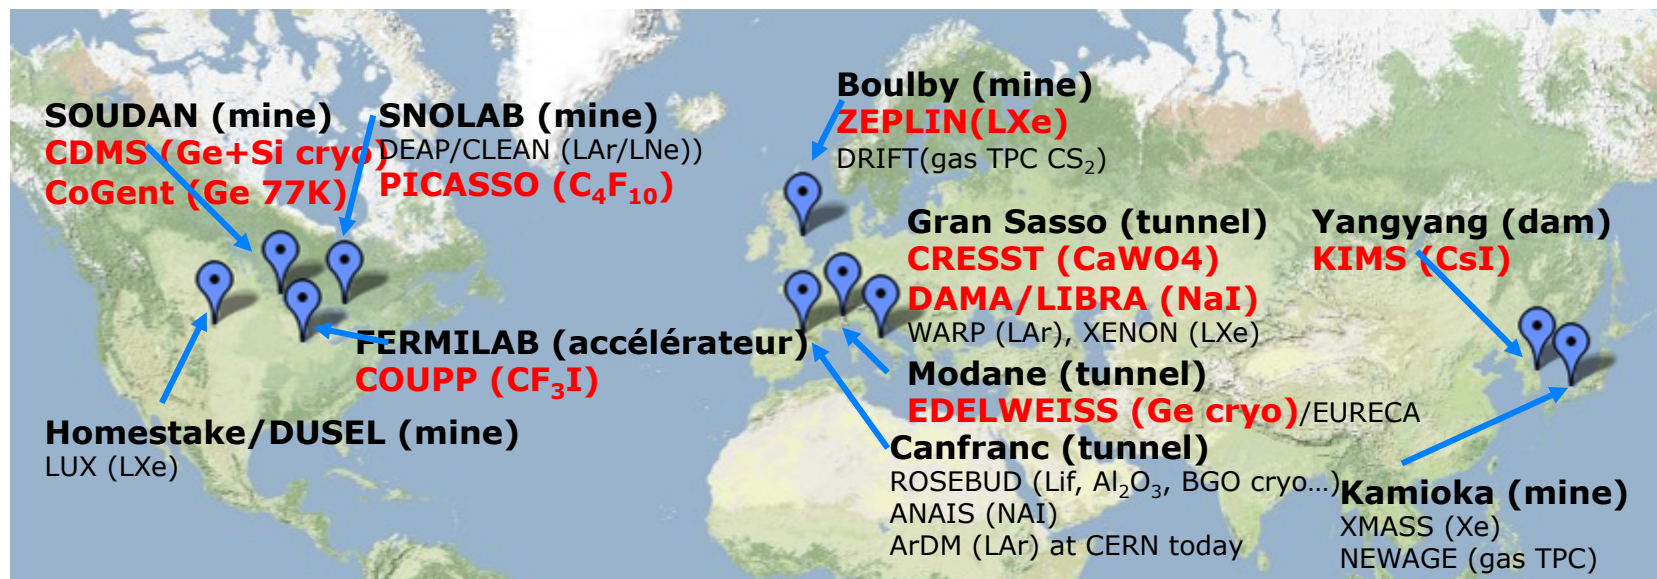 SOUDAN (mine)
CDMS (Ge+Si cryo)
CoGent (Ge 77K)
SNOLAB (mine)
DEAP/CLEAN (LAr/LNe))
PICASSO (C₄F₁₀)
Boulby (mine)
ZEPLIN(LXe)
DRIFT(gas TPC CS₂)
Gran Sasso (tunnel)
CRESST (CaWO4)
DAMA/LIBRA (NaI)
WARP (LAr), XENON (LXe)
Yangyang (dam)
KIMS (CsI)
FERMILAB (accélérateur)
COUPP (CF₃I)
Modane (tunnel)
EDELWEISS (Ge cryo)/EURECA
Homestake/DUSEL (mine)
LUX (LXe)
Canfranc (tunnel)
ROSEBUD (Lif, Al₂O₃, BGO cryo…)
ANAIS (NAI)
ArDM (LAr) at CERN today
Kamioka (mine)
XMASS (Xe)
NEWAGE (gas TPC)